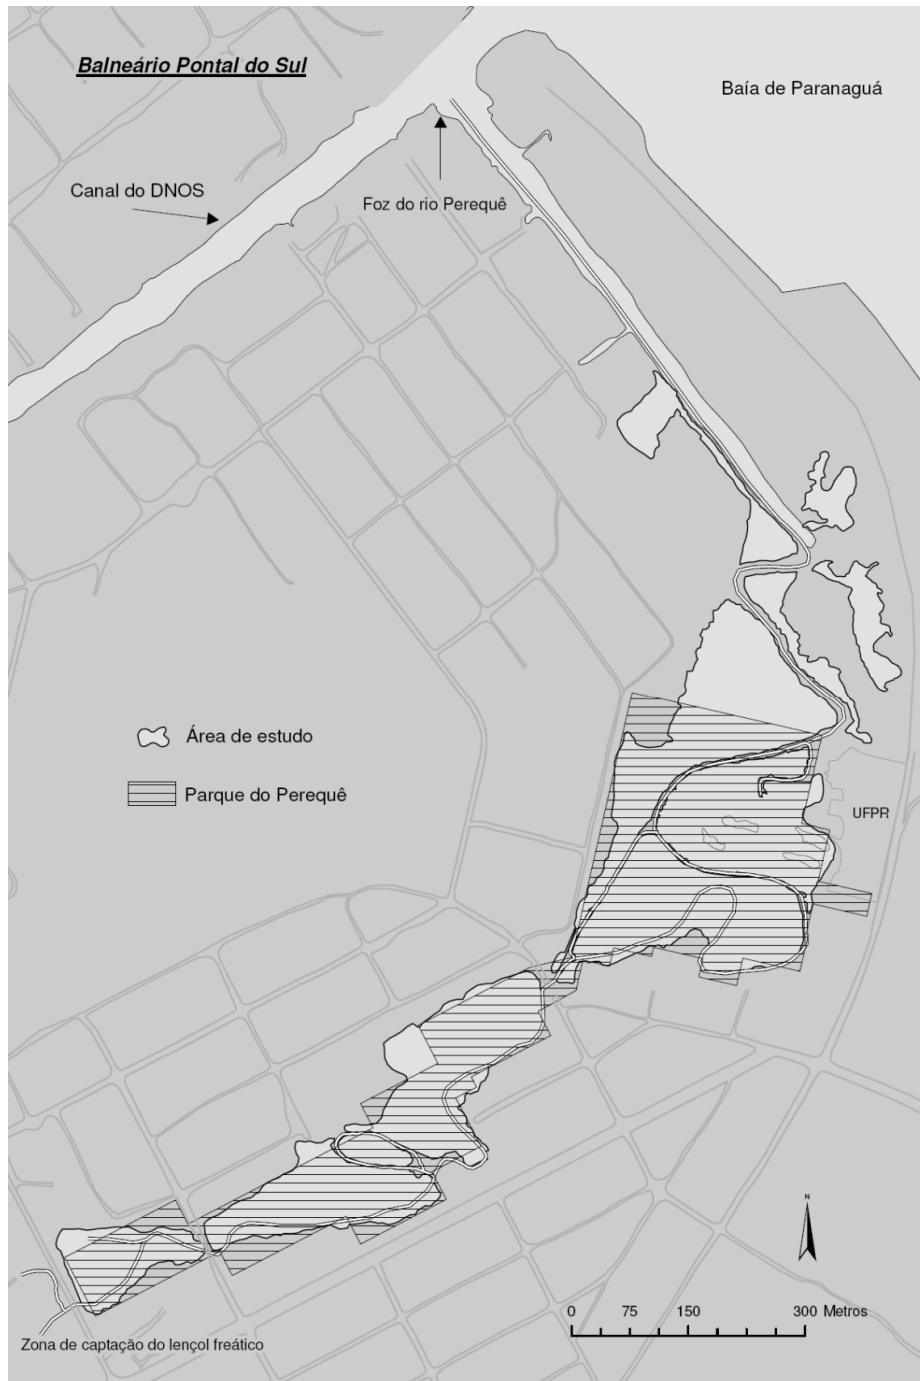 Balneário Pontal do Sul
Baía de Paranaguá
Canal do DNOS
Foz do rio Perequê
Área de estudo
Parque do Perequê
UFPR
N
0 75 150 300 Metros
Zona de captação do lençol freático